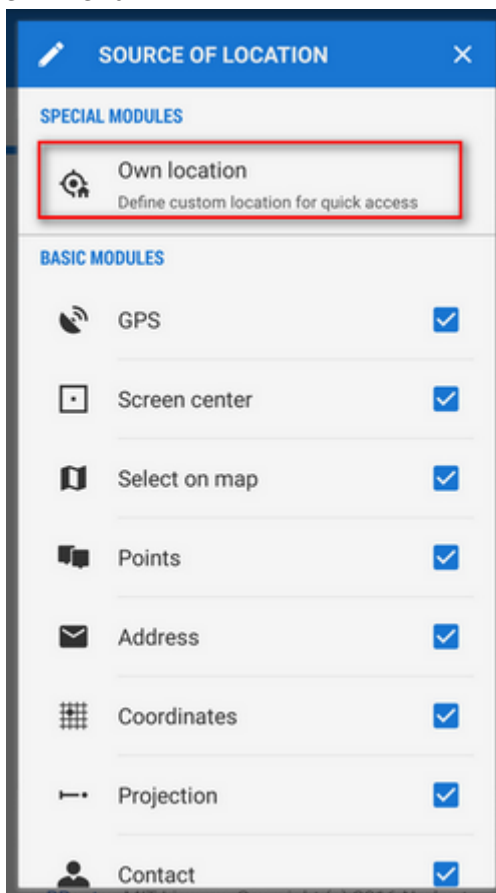 SOURCE OF LOCATION
SPECIAL MODULES
Own location
Define custom location for quick access
BASIC MODULES
GPS
Screen center
Select on map
Points
Address
Coordinates
Projection
Contact